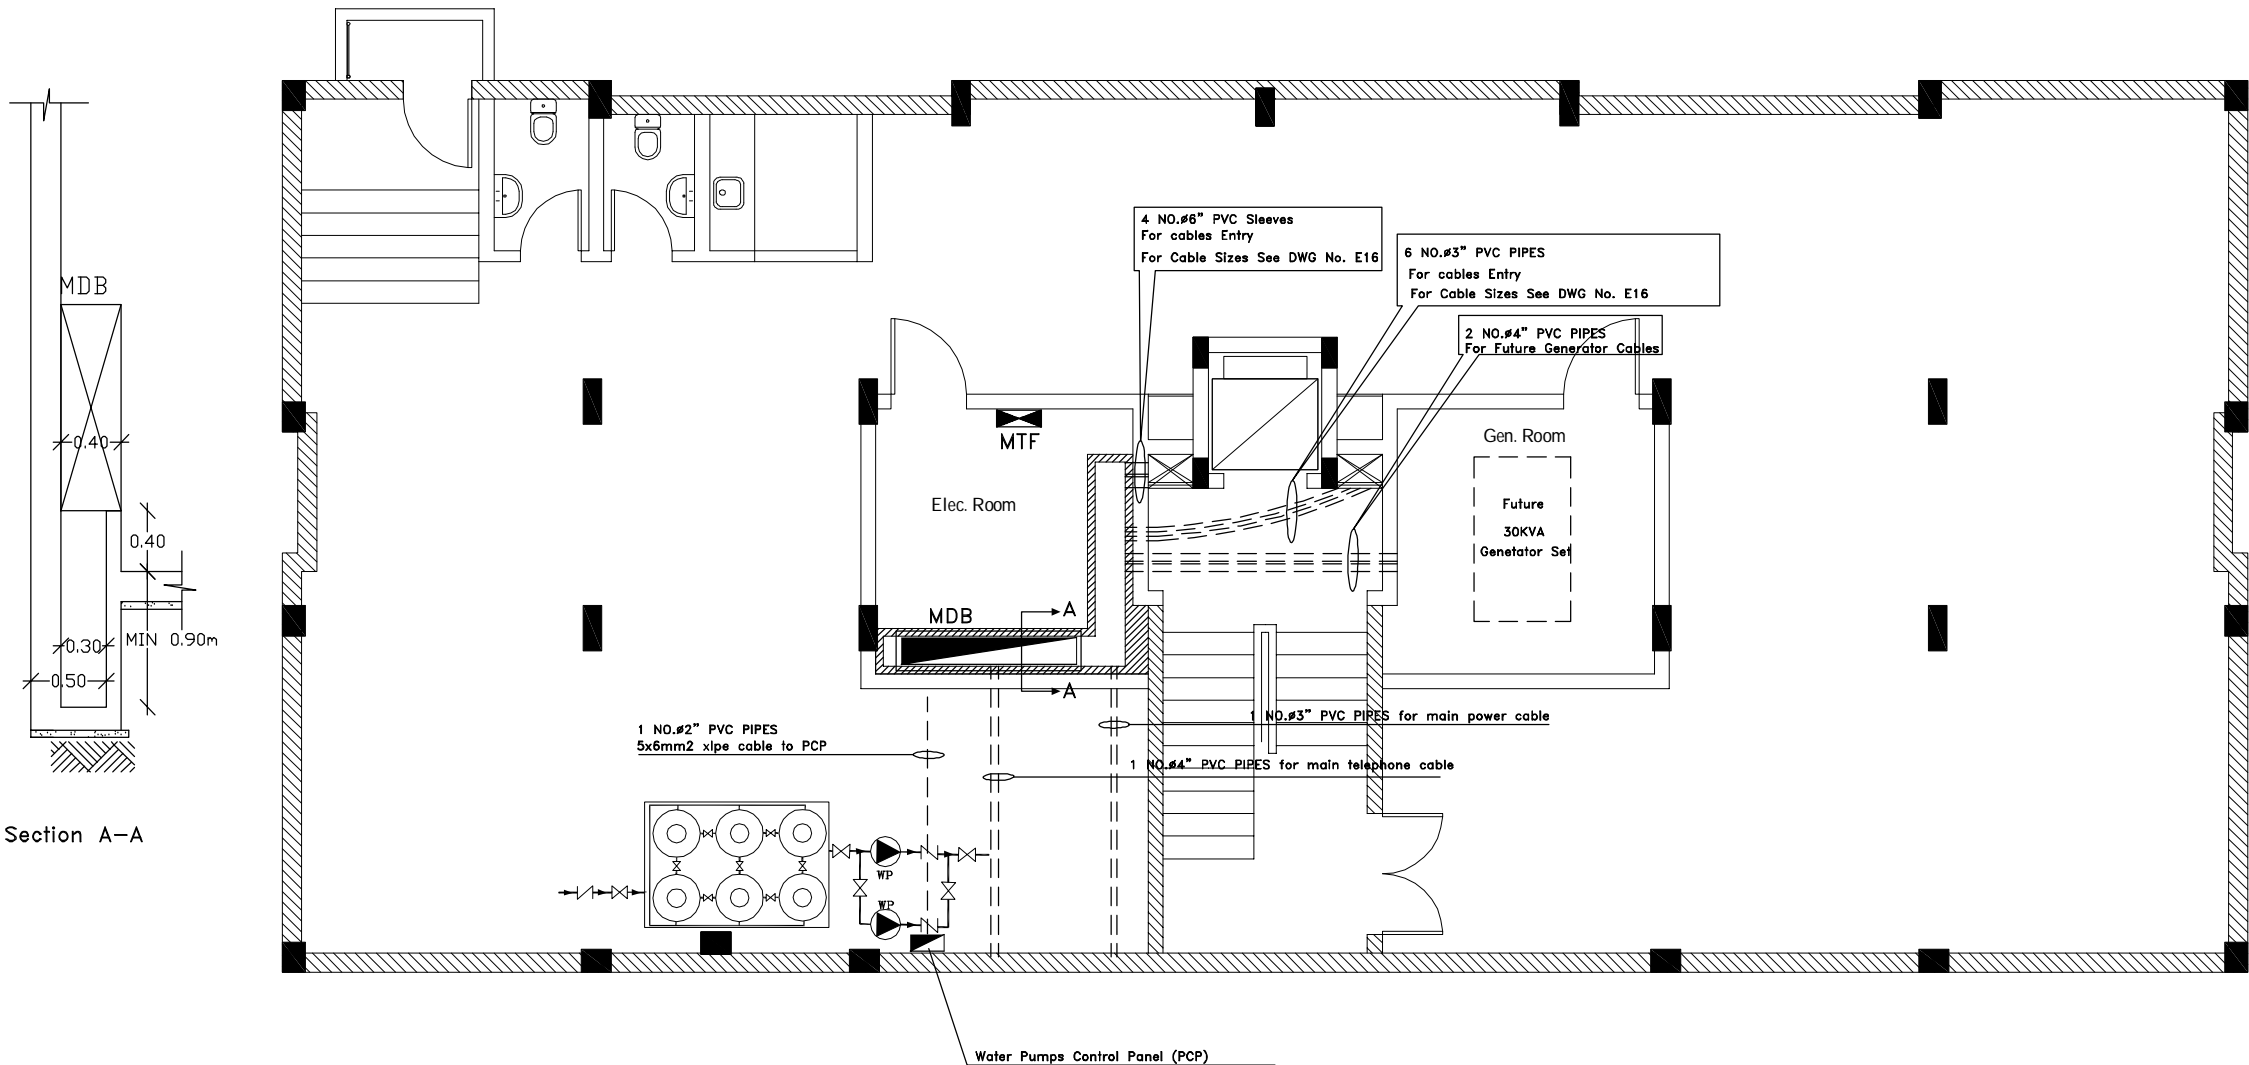 4 NO.ø6" PVC Sleeves
For cables Entry
For Cable Sizes See DWG No. E16
6 NO.ø3" PVC PIPES
For cables Entry
For Cable Sizes See DWG No. E16
2 NO.ø4" PVC PIPES
For Future Generator Cables
MDB
0.40
0.40
0.30
MIN 0.90m
0.50
Section A-A
MTF
Elec. Room
Gen. Room
Future
30KVA
Genetator Set
MDB
A
A
1 NO.ø2" PVC PIPES
5x6mm2 xlpe cable to PCP
1 NO.ø3" PVC PIPES for main power cable
1 NO.ø4" PVC PIPES for main telephone cable
WP
WP
Water Pumps Control Panel (PCP)